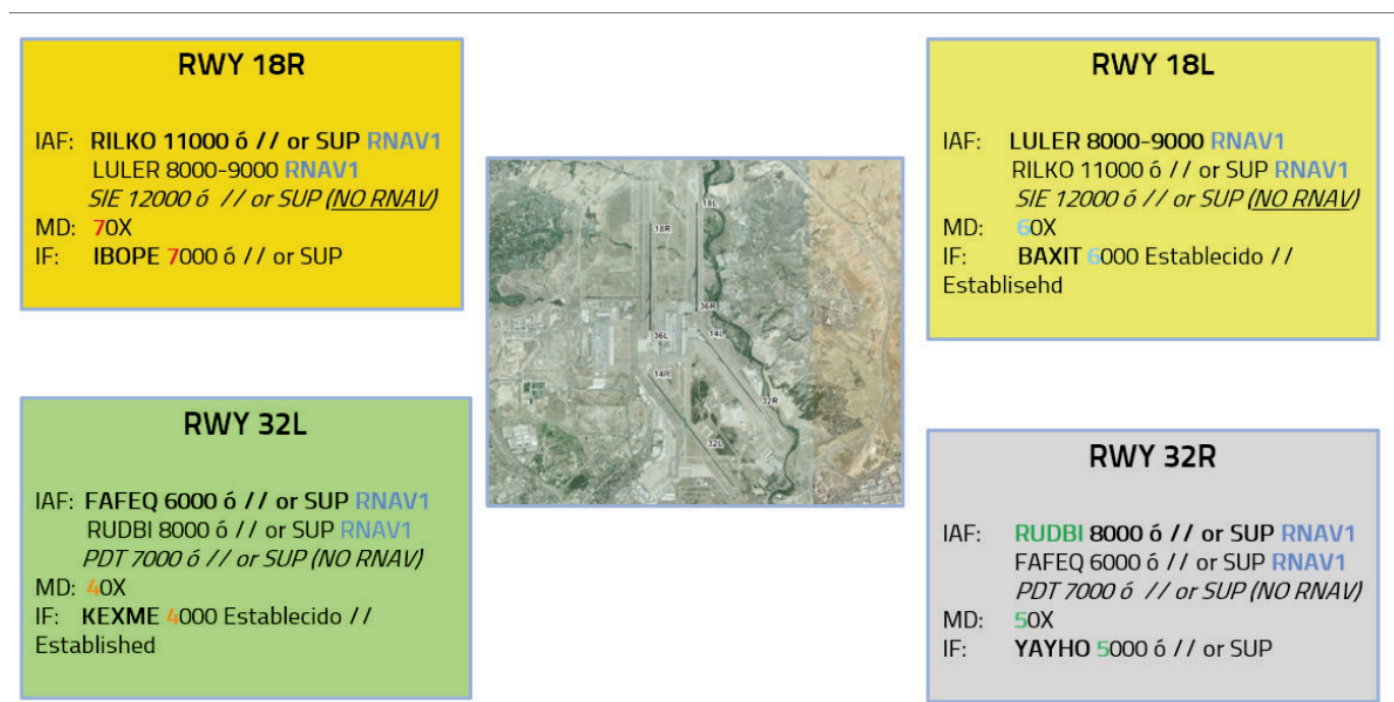 RWY 18R
IAF: RILKO 11000 ó // or SUP RNAV1
LULER 8000-9000 RNAV1
SIE 12000 ó // or SUP (NO RNAV)
MD: 70X
IF: IBOPE 7000 ó // or SUP
RWY 18L
IAF: LULER 8000-9000 RNAV1
RILKO 11000 ó // or SUP RNAV1
SIE 12000 ó // or SUP (NO RNAV)
MD: 60X
IF: BAXIT 6000 Establecido //
Establisehd
18L
18R
36R
36L
14L
14R
32R
32L
RWY 32L
IAF: FAFEQ 6000 ó // or SUP RNAV1
RUDBI 8000 ó // or SUP RNAV1
PDT 7000 ó // or SUP (NO RNAV)
MD: 40X
IF: KEXME 4000 Establecido //
Established
RWY 32R
IAF: RUDBI 8000 ó // or SUP RNAV1
FAFEQ 6000 ó // or SUP RNAV1
PDT 7000 ó // or SUP (NO RNAV)
MD: 50X
IF: YAYHO 5000 ó // or SUP